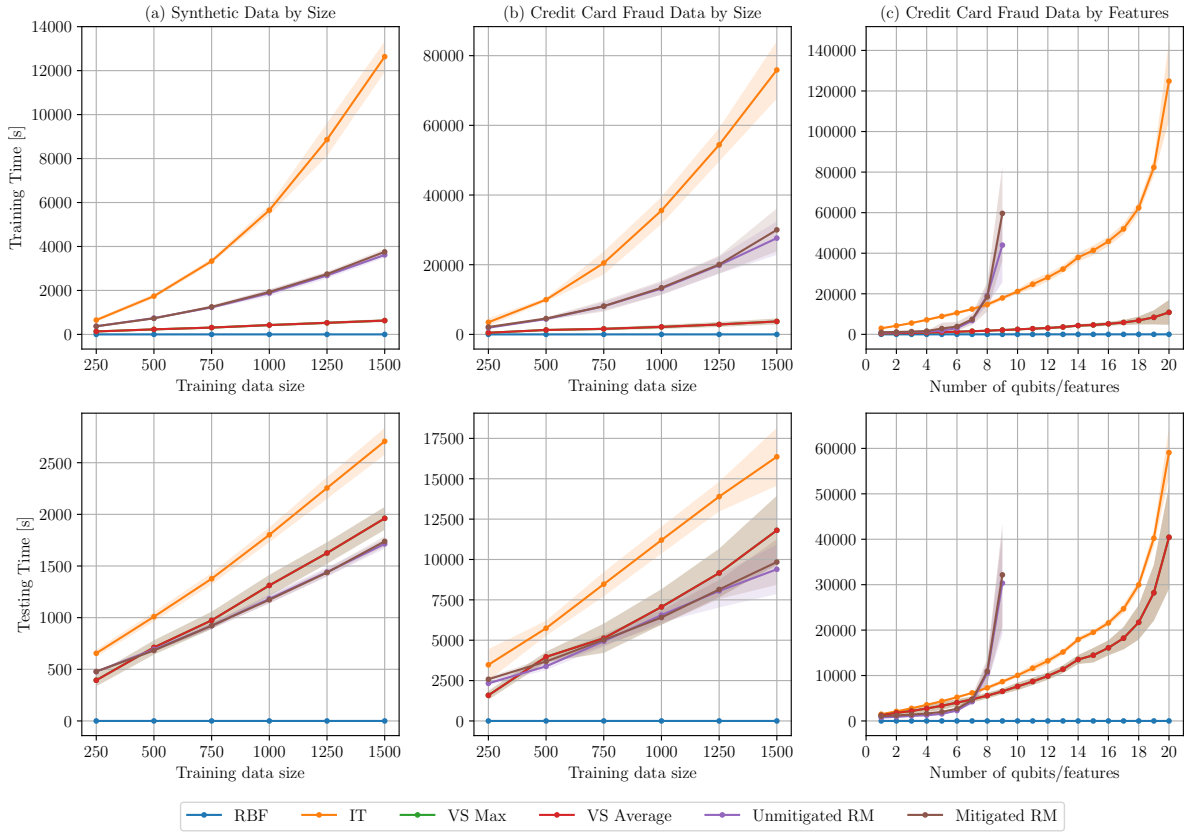 (a) Synthetic Data by Size
(b) Credit Card Fraud Data by Size
(c) Credit Card Fraud Data by Features
Training Time [s]
14000
12000
10000
8000
6000
4000
2000
0
250 500 750 1000 1250 1500
Training data size
80000
60000
40000
20000
0
250 500 750 1000 1250 1500
Training data size
140000
120000
100000
80000
60000
40000
20000
0
0 1 2 4 6 8 10 12 14 16 18 20
Number of qubits/features
Testing Time [s]
2500
2000
1500
1000
500
0
250 500 750 1000 1250 1500
Training data size
17500
15000
12500
10000
7500
5000
2500
0
250 500 750 1000 1250 1500
Training data size
60000
50000
40000
30000
20000
10000
0
0 2 4 6 8 10 12 14 16 18 20
Number of qubits/features
RBF IT VS Max VS Average Unmitigated RM Mitigated RM